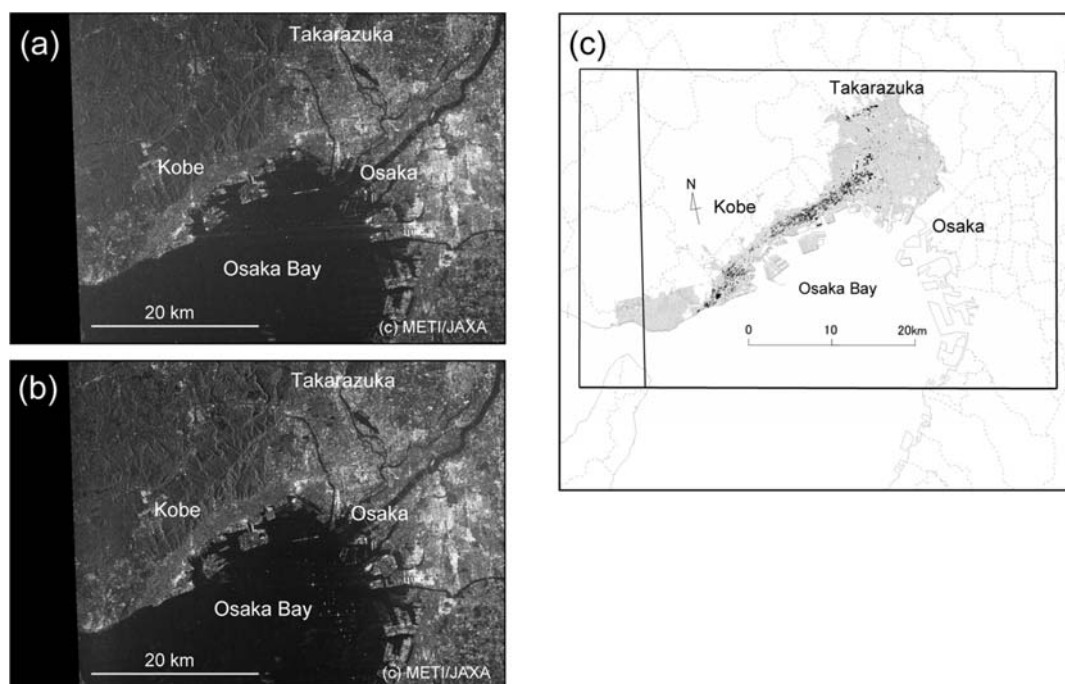 (a)
Takarazuka
Kobe
Osaka
Osaka Bay
20 km
(c) METI/JAXA
(b)
Takarazuka
Kobe
Osaka
Osaka Bay
20 km
(c) METI/JAXA
(c)
Takarazuka
N
Kobe
Osaka
Osaka Bay
0 10 20km